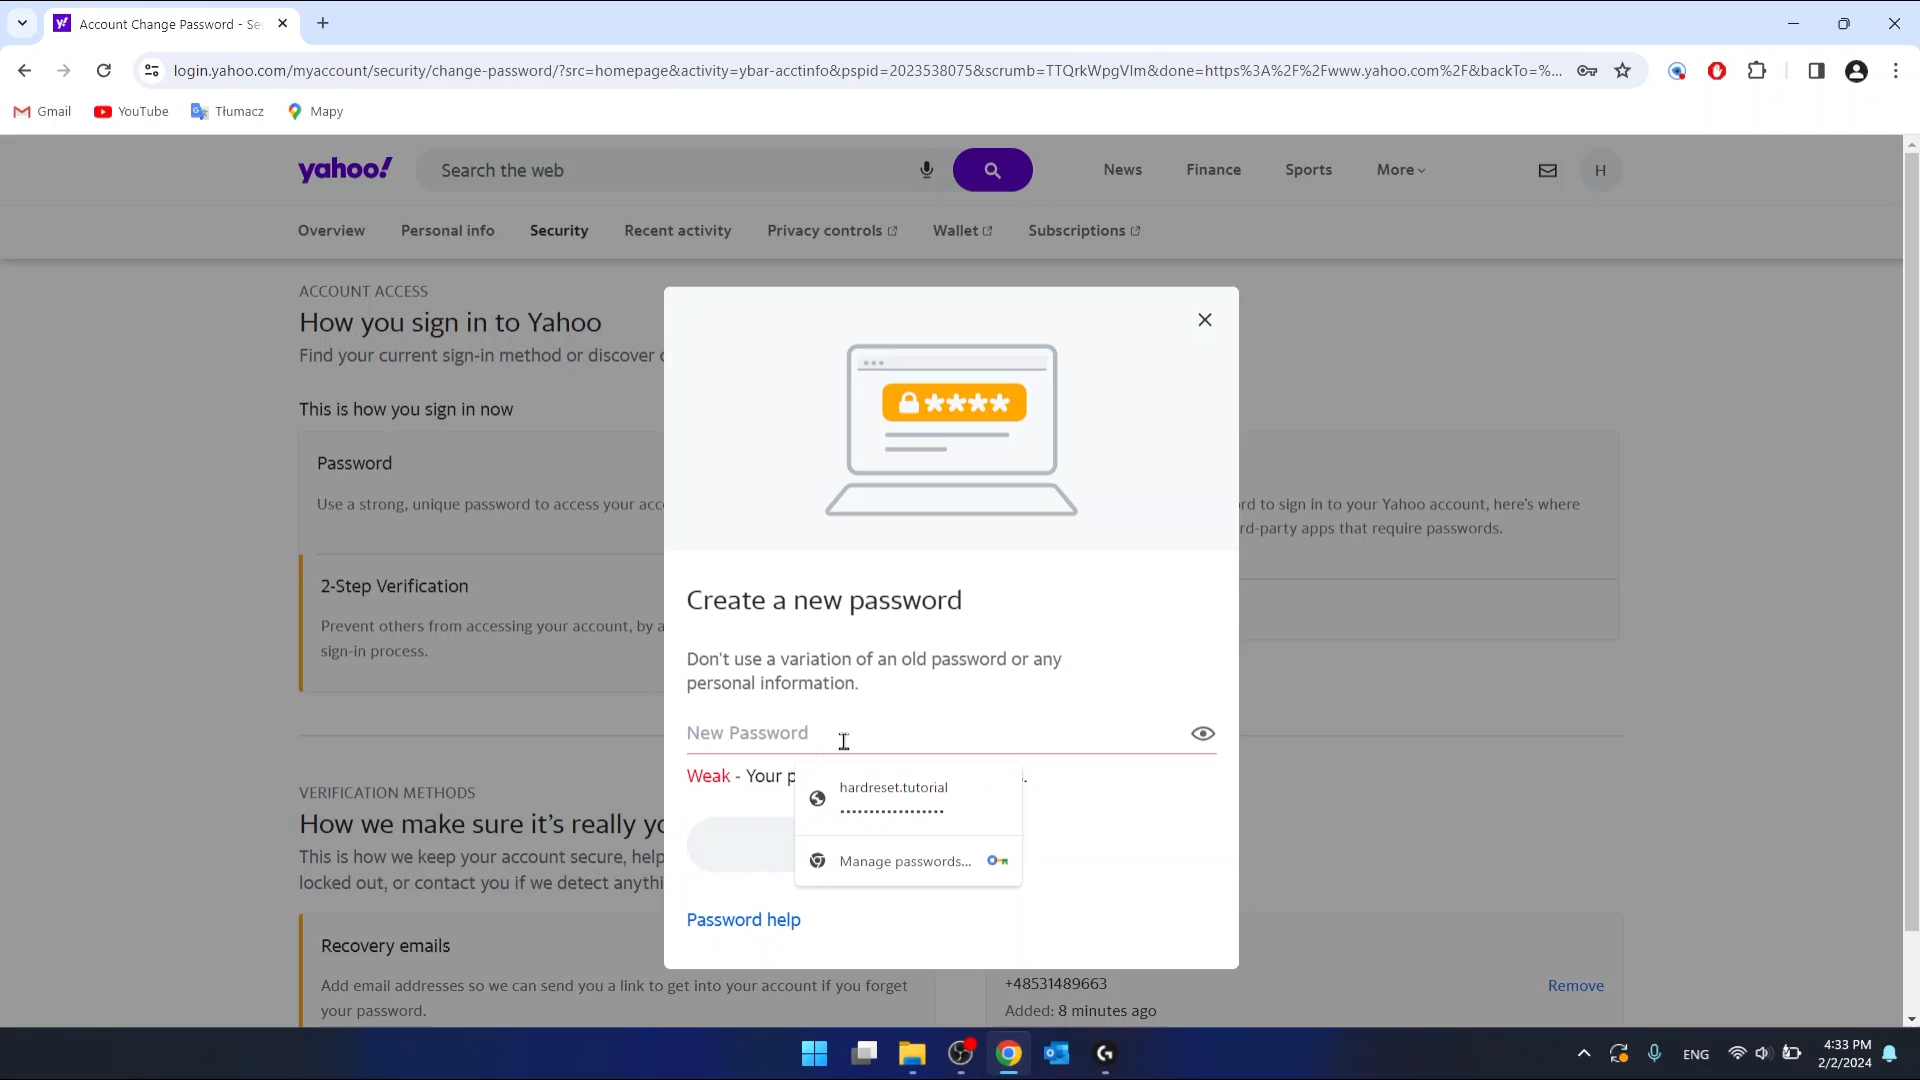 Account Change Password - Se
login.yahoo.com/myaccount/security/change-password/?src=homepage&activity=ybar-acctinfo&pspid=2023538075&scrumb=TTQrkWpgVlm&done=https%3A%2F%2Fwww.yahoo.com%2F&backTo=%...
Gmail YouTube Tłumacz Mapy
yahoo! Search the web News Finance Sports More H
Overview Personal info Security Recent activity Privacy controls Wallet Subscriptions
ACCOUNT ACCESS
How you sign in to Yahoo
Find your current sign-in method or discover
This is how you sign in now
Password
Use a strong, unique password to access your acc
rd to sign in to your Yahoo account, here's where
rd-party apps that require passwords.
2-Step Verification
Prevent others from accessing your account, by a
sign-in process.
****
Create a new password
Don't use a variation of an old password or any
personal information.
New Password
Weak - Your p
hardreset.tutorial
••••••••••••••••••
Manage passwords...
Password help
VERIFICATION METHODS
How we make sure it's really yo
This is how we keep your account secure, help
locked out, or contact you if we detect anythi
Recovery emails
Add email addresses so we can send you a link to get into your account if you forget
your password.
+48531489663
Added: 8 minutes ago
Remove
ENG
4:33 PM
2/2/2024